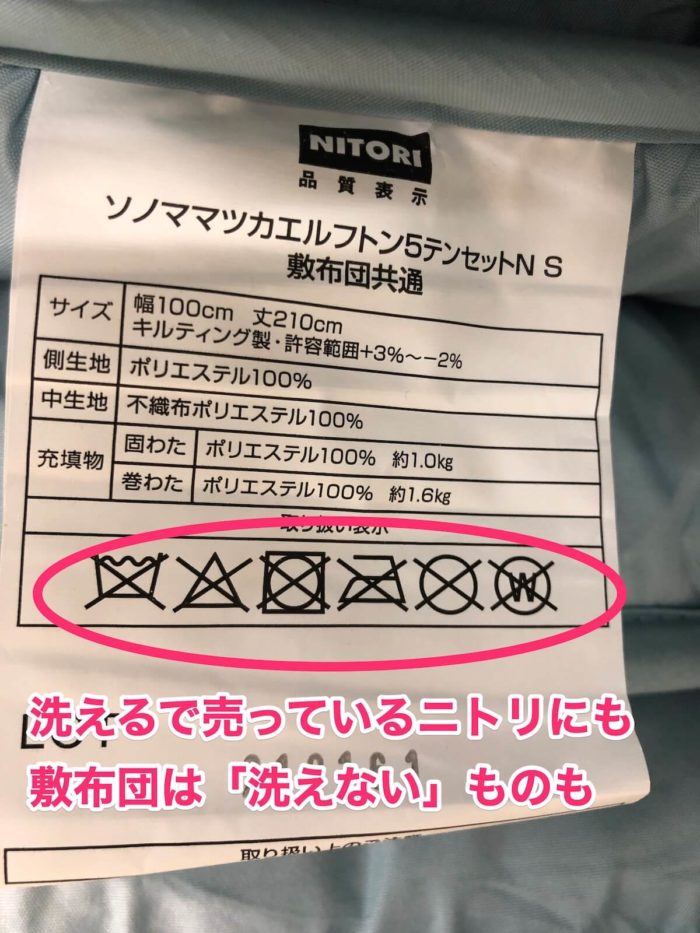 NITORI
品質表示
ソノママツカエルフトン5テンセットN S
敷布団共通
サイズ 幅100cm 丈210cm
キルティング製・許容範囲+3%~−2%
側生地 ポリエステル100%
中生地 不織布ポリエステル100%
充填物 固わた ポリエステル100% 約1.0kg
巻わた ポリエステル100% 約1.6kg
取り扱い表示
W
洗えるで売っているニトリにも
敷布団は「洗えない」ものも
取り扱い上の